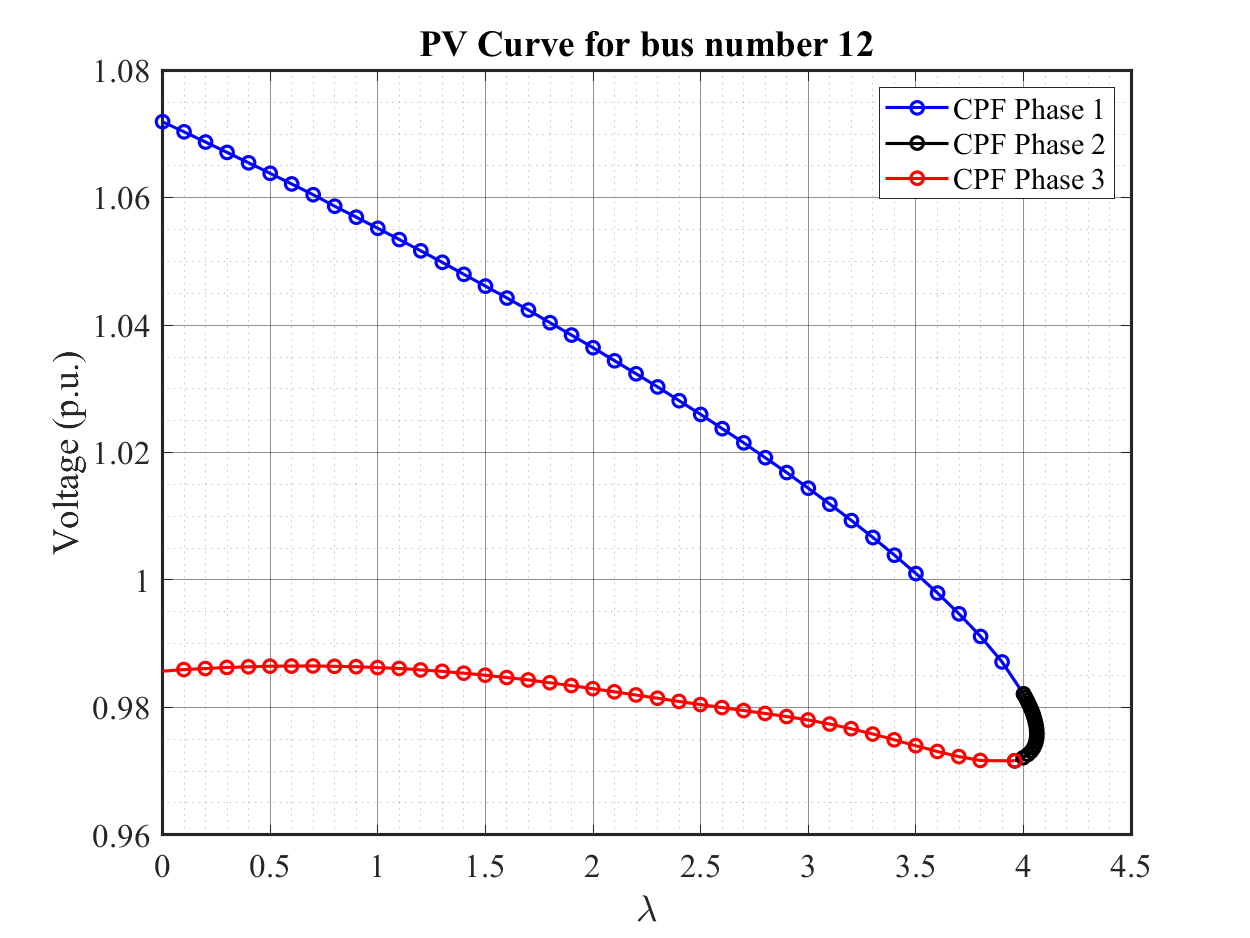 PV Curve for bus number 12
1.08
1.06
1.04
1.02
1
0.98
0.96
Voltage (p.u.)
CPF Phase 1
CPF Phase 2
CPF Phase 3
0 0.5 1 1.5 2 2.5 3 3.5 4 4.5
λ